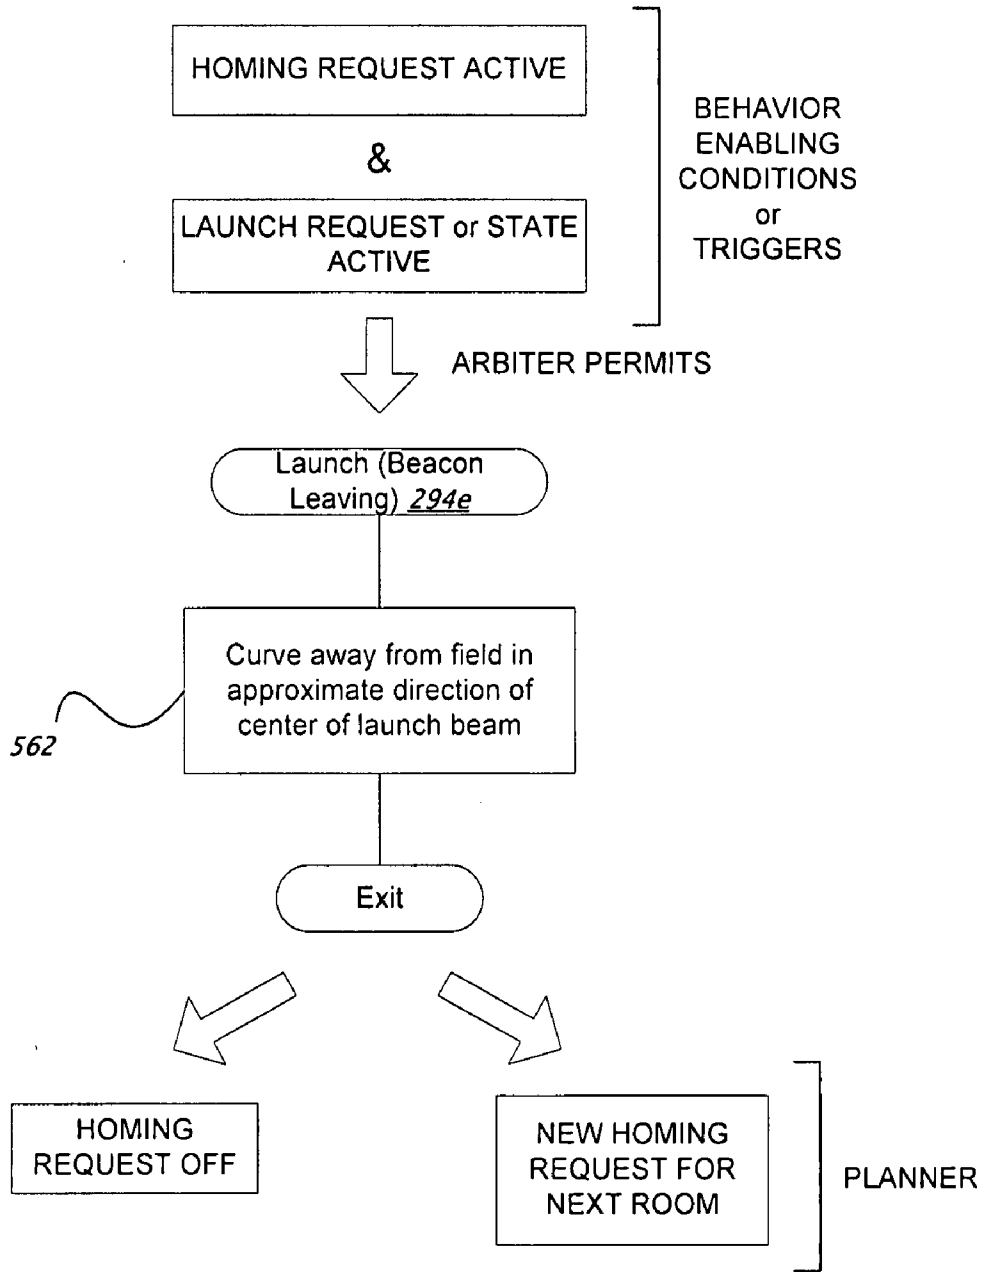 HOMING REQUEST ACTIVE
&
LAUNCH REQUEST or STATE
ACTIVE
BEHAVIOR
ENABLING
CONDITIONS
or
TRIGGERS
ARBITER PERMITS
Launch (Beacon
Leaving) 294e
Curve away from field in
approximate direction of
center of launch beam
562
Exit
HOMING
REQUEST OFF
NEW HOMING
REQUEST FOR
NEXT ROOM
PLANNER